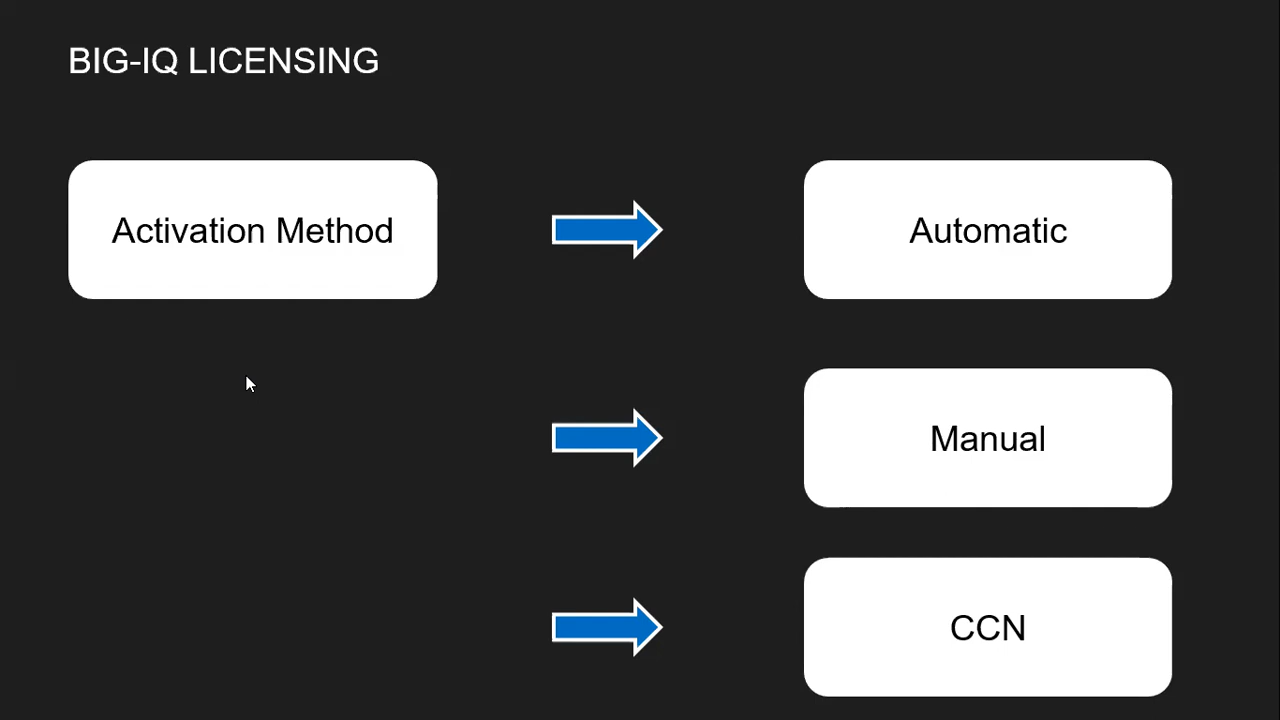 BIG-IQ LICENSING
Activation Method
Automatic
Manual
CCN